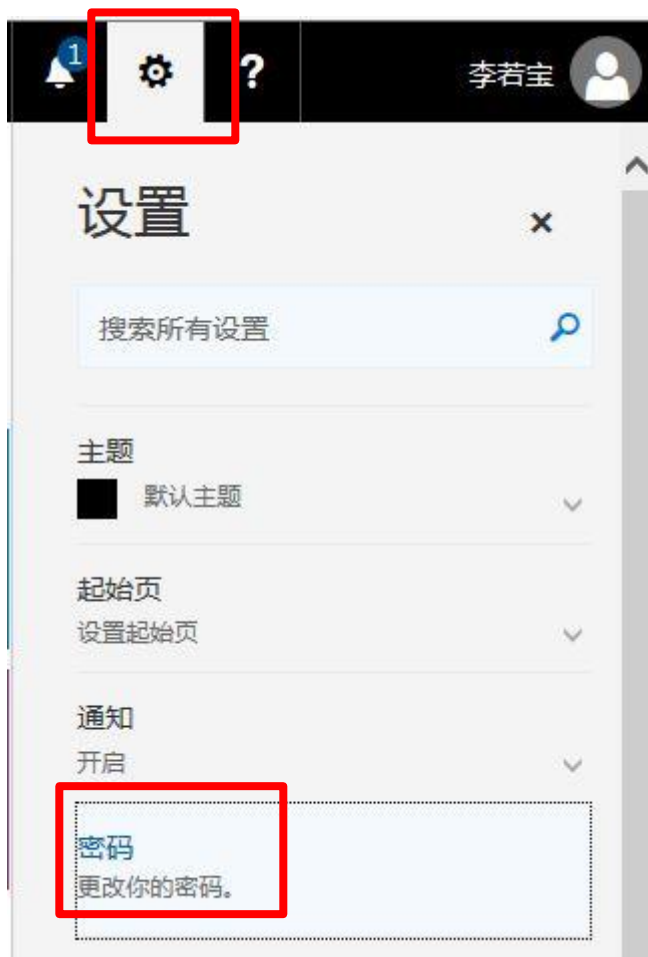 1
?
李若宝
设置
×
搜索所有设置
主题
默认主题
起始页
设置起始页
通知
开启
密码
更改你的密码。